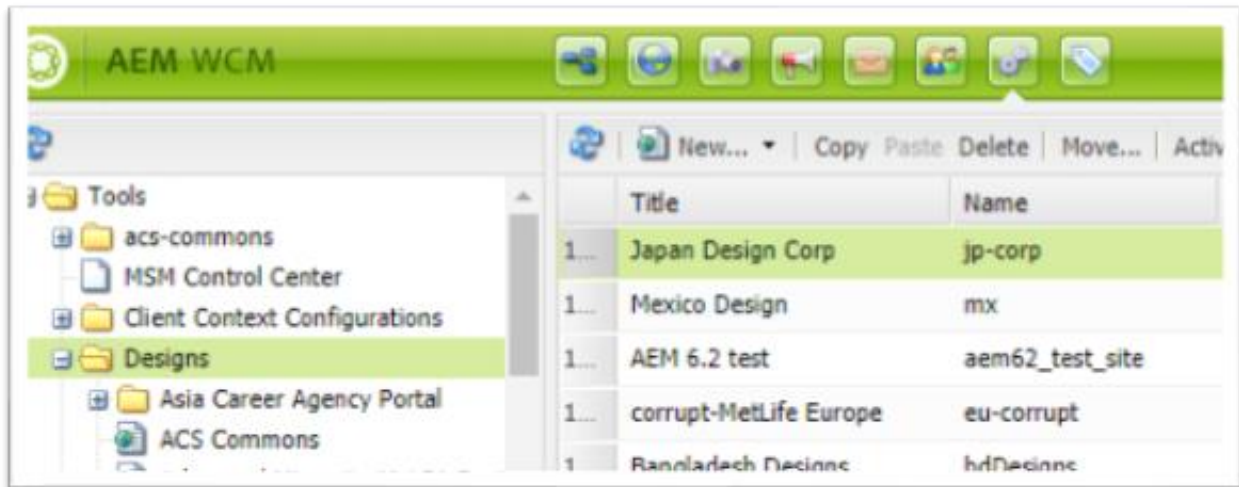 AEM WCM
New... Copy Paste Delete Move... Activ
Tools
acs-commons
MSM Control Center
Client Context Configurations
Designs
Asia Career Agency Portal
ACS Commons
Title Name
1... Japan Design Corp jp-corp
1... Mexico Design mx
1... AEM 6.2 test aem62_test_site
1... corrupt-MetLife Europe eu-corrupt
1 Bangladesh Designs bdDesigns